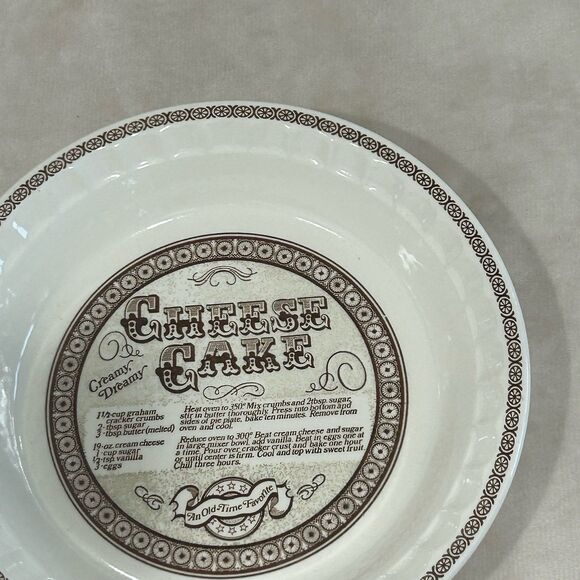 CHEESE
CAKE
Creamy, Dreamy
1 1/2 cup graham
cracker crumbs
2-tbsp sugar
3-tbsp butter (melted)
19-oz. cream cheese
1-cup sugar
1-tsp vanilla
3-eggs
Heat oven to 350° Mix crumbs and 2tbsp. sugar,
stir in butter thoroughly. Press into bottom and
sides of pie plate, bake ten minutes. Remove from
oven and cool.
Reduce oven to 300° Beat cream cheese and sugar
in large mixer bowl, add vanilla. Beat in eggs one at
a time. Pour over cracker crust and bake one hour
or until center is firm. Cool and top with sweet fruit
Chill three hours.
An Old-Time Favorite